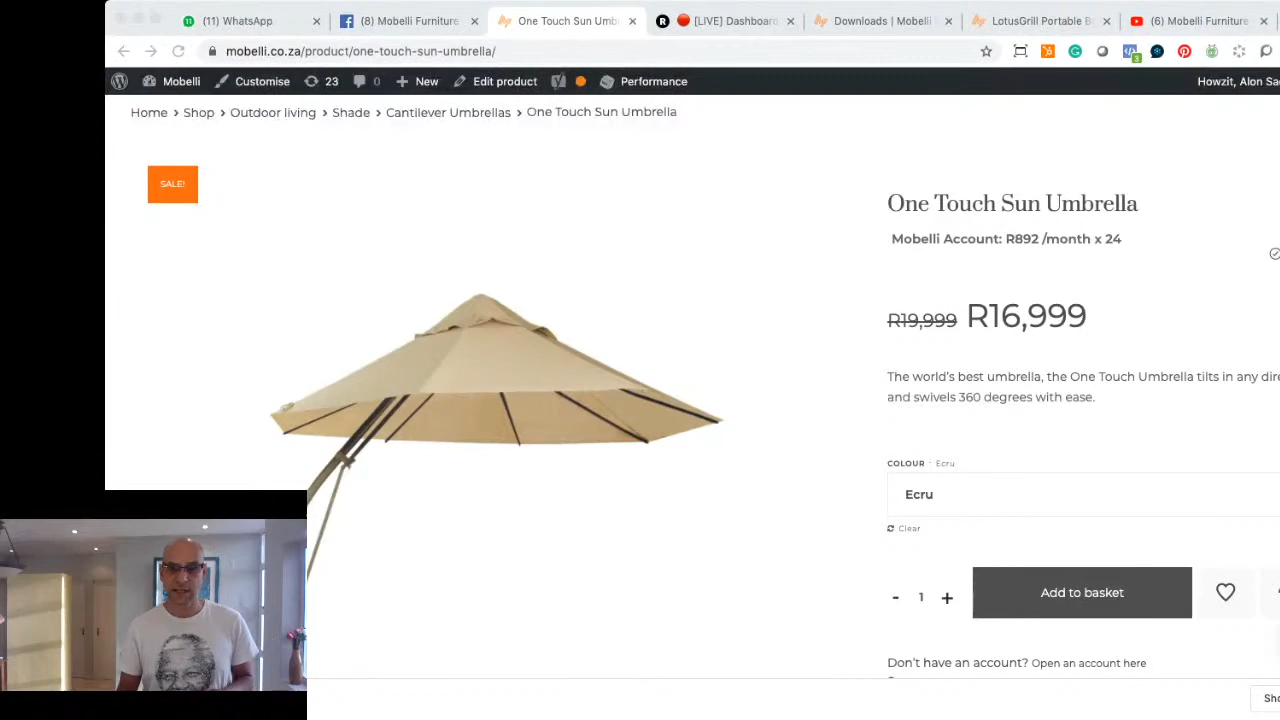 (11) WhatsApp
(8) Mobelli Furniture
One Touch Sun Umb
R
[LIVE] Dashboard
Downloads | Mobelli
LotusGrill Portable B
(6) Mobelli Furniture
mobelli.co.za/product/one-touch-sun-umbrella/
3
Mobelli
Customise
23
0
New
Edit product
Performance
Howzit, Alon Sa
Home > Shop > Outdoor living > Shade > Cantilever Umbrellas > One Touch Sun Umbrella
SALE!
One Touch Sun Umbrella
Mobelli Account: R892 /month x 24
R19,999 R16,999
The world's best umbrella, the One Touch Umbrella tilts in any dire
and swivels 360 degrees with ease.
COLOUR : Ecru
Ecru
Clear
- 1 +
Add to basket
Don't have an account? Open an account here
Sho